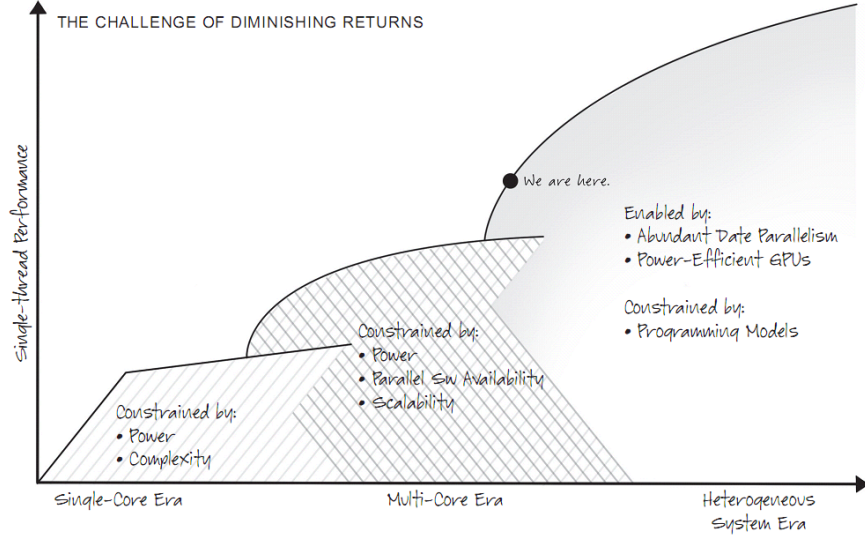 THE CHALLENGE OF DIMINISHING RETURNS
Single-thread Performance
We are here.
Enabled by:
• Abundant Date Parallelism
• Power-Efficient GPUs
Constrained by:
• Programming Models
Constrained by:
• Power
• Parallel SW Availability
• Scalability
Constrained by:
• Power
• Complexity
Single-Core Era
Multi-Core Era
Heterogeneous
System Era